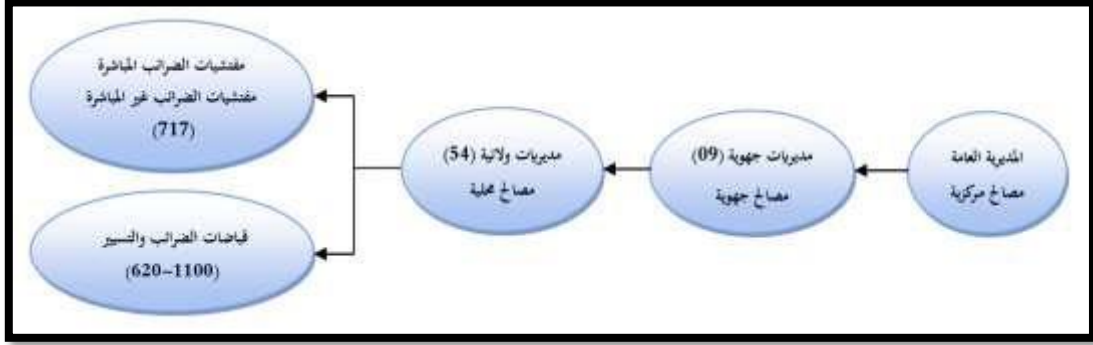 المديرية العامة
مصالح مركزية
مديريات جهوية (09)
مصالح جهوية
مديريات ولائية (54)
مصالح محلية
مفتشيات الضرائب المباشرة
مفتشيات الضرائب غير المباشرة
(717)
قباضات الضرائب والتسيير
(620-1100)